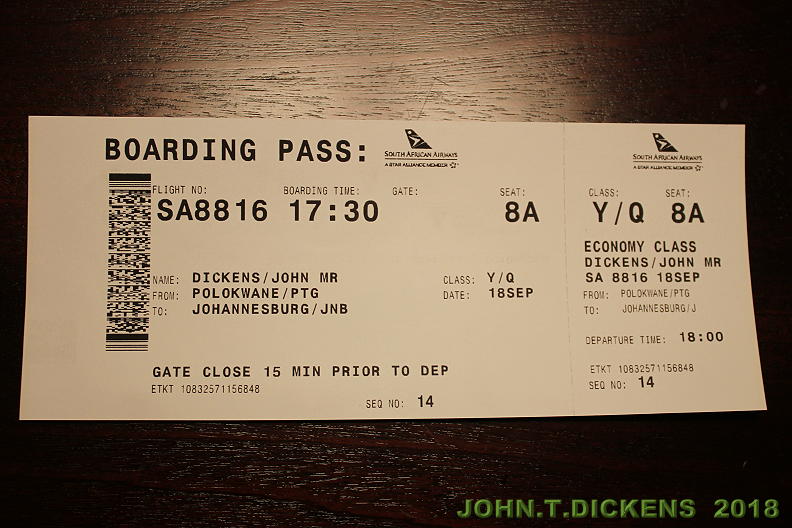 BOARDING PASS:
SOUTH AFRICAN AIRWAYS
A STAR ALLIANCE MEMBER
FLIGHT NO: BOARDING TIME: GATE: SEAT:
SA8816 17:30 8A
NAME: DICKENS/JOHN MR CLASS: Y/Q
FROM: POLOKWANE/PTG DATE: 18SEP
TO: JOHANNESBURG/JNB
GATE CLOSE 15 MIN PRIOR TO DEP
ETKT 10832571156848
SEQ NO: 14
SOUTH AFRICAN AIRWAYS
A STAR ALLIANCE MEMBER
CLASS: SEAT:
Y/Q 8A
ECONOMY CLASS
DICKENS/JOHN MR
SA 8816 18SEP
FROM: POLOKWANE/PTG
TO: JOHANNESBURG/J
DEPARTURE TIME: 18:00
ETKT 10832571156848
SEQ NO: 14
JOHN.T.DICKENS 2018